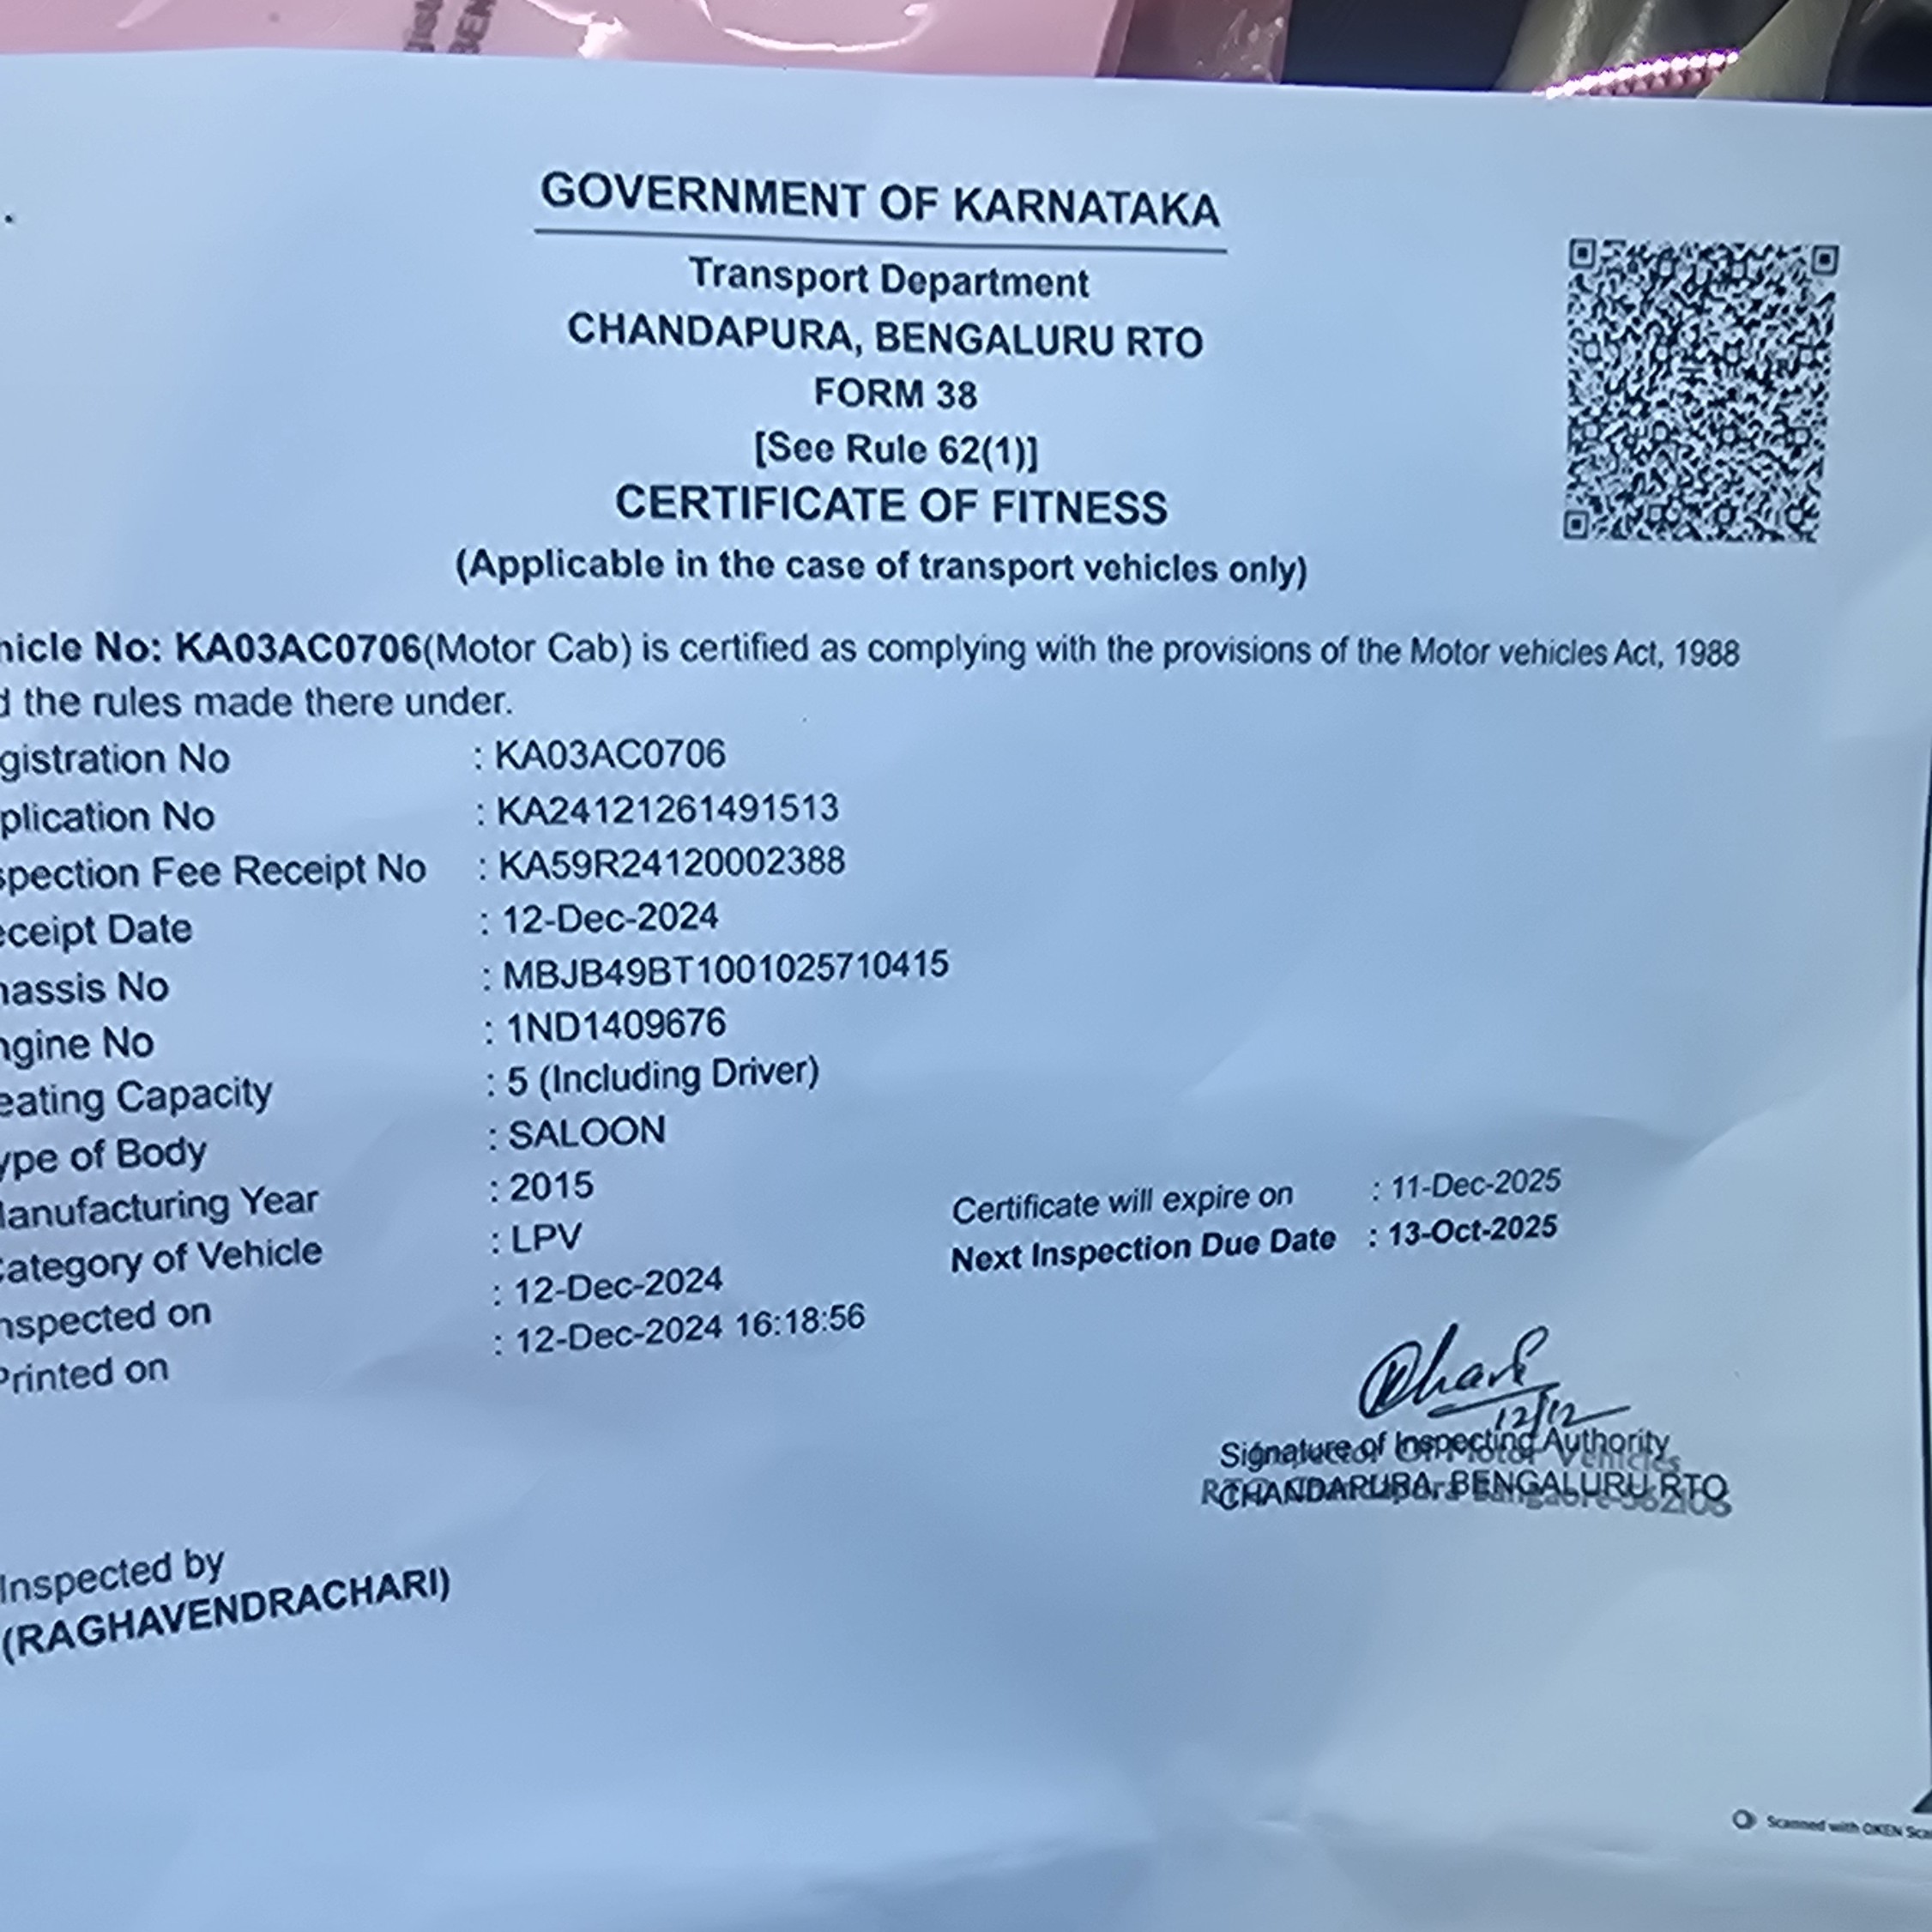 GOVERNMENT OF KARNATAKA
Transport Department
CHANDAPURA, BENGALURU RTO
FORM 38
[See Rule 62(1)]
CERTIFICATE OF FITNESS
(Applicable in the case of transport vehicles only)
hicle No: KA03AC0706(Motor Cab) is certified as complying with the provisions of the Motor vehicles Act, 1988
d the rules made there under.
gistration No : KA03AC0706
plication No : KA24121261491513
spection Fee Receipt No : KA59R24120002388
eceipt Date : 12-Dec-2024
hassis No : MBJB49BT1001025710415
ngine No : 1ND1409676
eating Capacity : 5 (Including Driver)
ype of Body : SALOON
lanufacturing Year : 2015
ategory of Vehicle : LPV
nspected on : 12-Dec-2024
Printed on : 12-Dec-2024 16:18:56
Certificate will expire on : 11-Dec-2025
Next Inspection Due Date : 13-Oct-2025
12/12
Signature of Inspecting Authority
CHANDAPURA, BENGALURU RTO
Inspected by
(RAGHAVENDRACHARI)
Scanned with OKEN Sca